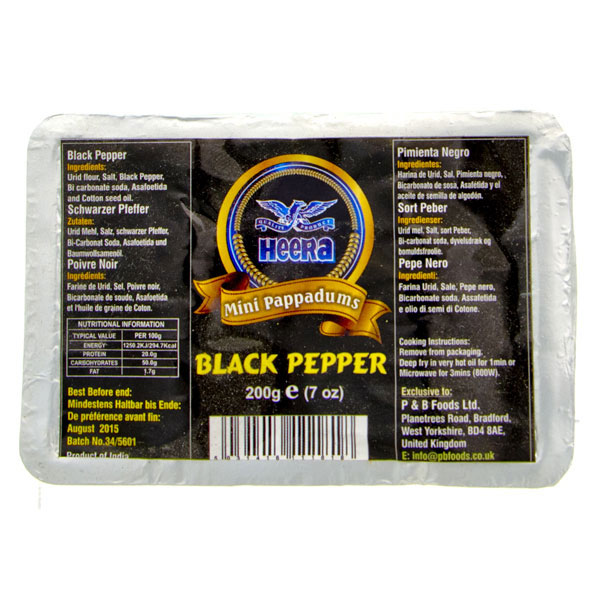 Black Pepper
Ingredients:
Urid flour, Salt, Black Pepper,
Bi carbonate soda, Asafoetida
and Cotton seed oil.
Schwarzer Pfeffer
Zutaten:
Urid Mehl, Salz, schwarzer Pfeffer,
Bi-Carbonat Soda, Asafoetida und
Baumwollsamenöl.
Poivre Noir
Ingrédients:
Farine de Urid, Sel, Poivre noir,
Bicarbonate de soude, Asafoetida
et l'huile de graine de Coton.
NUTRITIONAL INFORMATION
TYPICAL VALUE PER 100g
ENERGY 1250.2KJ/294.7Kcal
PROTEIN 20.0g
CARBOHYDRATES 50.0g
FAT 1.7g
Best Before end:
Mindestens Haltbar bis Ende:
De préférence avant fin:
August 2015
Batch No.34/5601
Product of India
QUALITY PRODUCT
HEERA
Mini Pappadums
BLACK PEPPER
200g e (7 oz)
Pimienta Negro
Ingredientes:
Harina de Urid, Sal, Pimienta negro,
Bicarbonato de sosa, Asafétida y el
aceite de semilla de algodón.
Sort Peber
Ingredienser:
Urid mel, Salt, sort Peber,
Bi-carbonat soda, dyvelsdræk og
bomuldsfrøolie.
Pepe Nero
Ingredienti:
Farina Urid, Sale, Pepe nero,
Bicarbonate soda, Assafetida
e olio di semi di Cotone.
Cooking Instructions:
Remove from packaging.
Deep fry in very hot oil for 1min or
Microwave for 3mins (800W).
Exclusive to:
P & B Foods Ltd.
Planetrees Road, Bradford,
West Yorkshire, BD4 8AE,
United Kingdom
E: info@pbfoods.co.uk